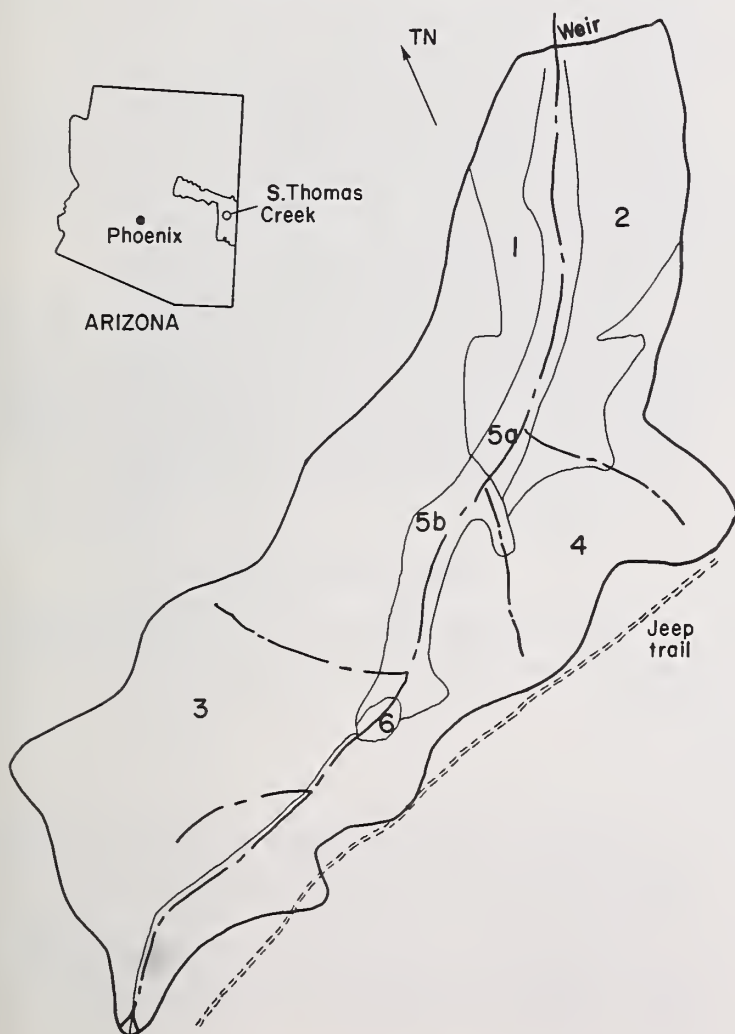 TN
Weir
S. Thomas
Creek
Phoenix
ARIZONA
1
2
5a
5b
4
Jeep
trail
3
6